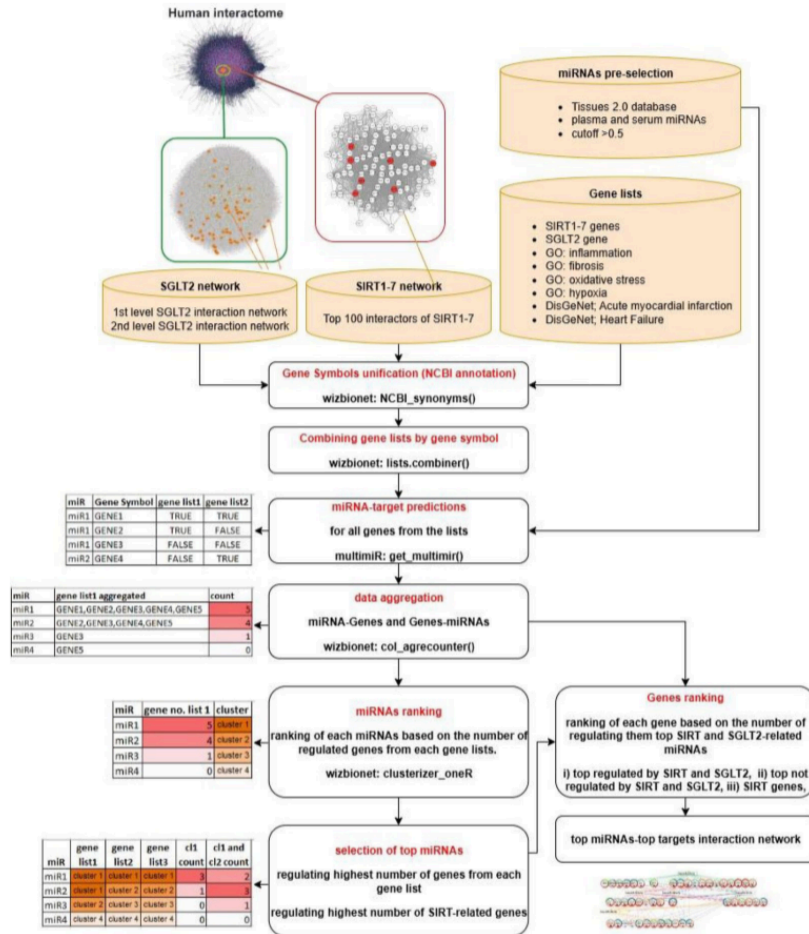 Human interactome
miRNAs pre-selection
• Tissues 2.0 database
• plasma and serum miRNAs
• cutoff >0.5
Gene lists
• SIRT1-7 genes
• SGLT2 gene
• GO: inflammation
• GO: fibrosis
• GO: oxidative stress
• GO: hypoxia
• DisGeNet; Acute myocardial infarction
• DisGeNet; Heart Failure
SGLT2 network
1st level SGLT2 interaction network
2nd level SGLT2 interaction network
SIRT1-7 network
Top 100 interactors of SIRT1-7
Gene Symbols unification (NCBI annotation)
wizbionet: NCBI_synonyms()
Combining gene lists by gene symbol
wizbionet: lists.combiner()
miR Gene Symbol gene list1 gene list2
miR1 GENE1 TRUE TRUE
miR1 GENE2 TRUE FALSE
miR1 GENE3 FALSE FALSE
miR2 GENE4 FALSE TRUE
miRNA-target predictions
for all genes from the lists
multimiR: get_multimir()
miR gene list1 aggregated count
miR1 GENE1,GENE2,GENE3,GENE4,GENE5 5
miR2 GENE2,GENE3,GENE4,GENE5 4
miR3 GENE3 1
miR4 GENE5 0
data aggregation
miRNA-Genes and Genes-miRNAs
wizbionet: col_agrecounter()
miR gene no. list 1 cluster
miR1 5 cluster 1
miR2 4 cluster 2
miR3 1 cluster 3
miR4 0 cluster 4
miRNAs ranking
ranking of each miRNAs based on the number of
regulated genes from each gene lists.
wizbionet: clusterizer_oneR
Genes ranking
ranking of each gene based on the number of
regulating them top SIRT and SGLT2-related
miRNAs
i) top regulated by SIRT and SGLT2, ii) top not
regulated by SIRT and SGLT2, iii) SIRT genes,
miR gene list1 gene list2 gene list3 cl1 count cl1 and cl2 count
miR1 cluster 1 cluster 1 cluster 1 3 2
miR2 cluster 1 cluster 2 cluster 2 1 3
miR3 cluster 2 cluster 3 cluster 3 0 1
miR4 cluster 4 cluster 4 cluster 4 0 0
selection of top miRNAs
regulating highest number of genes from each
gene list
regulating highest number of SIRT-related genes
top miRNAs-top targets interaction network